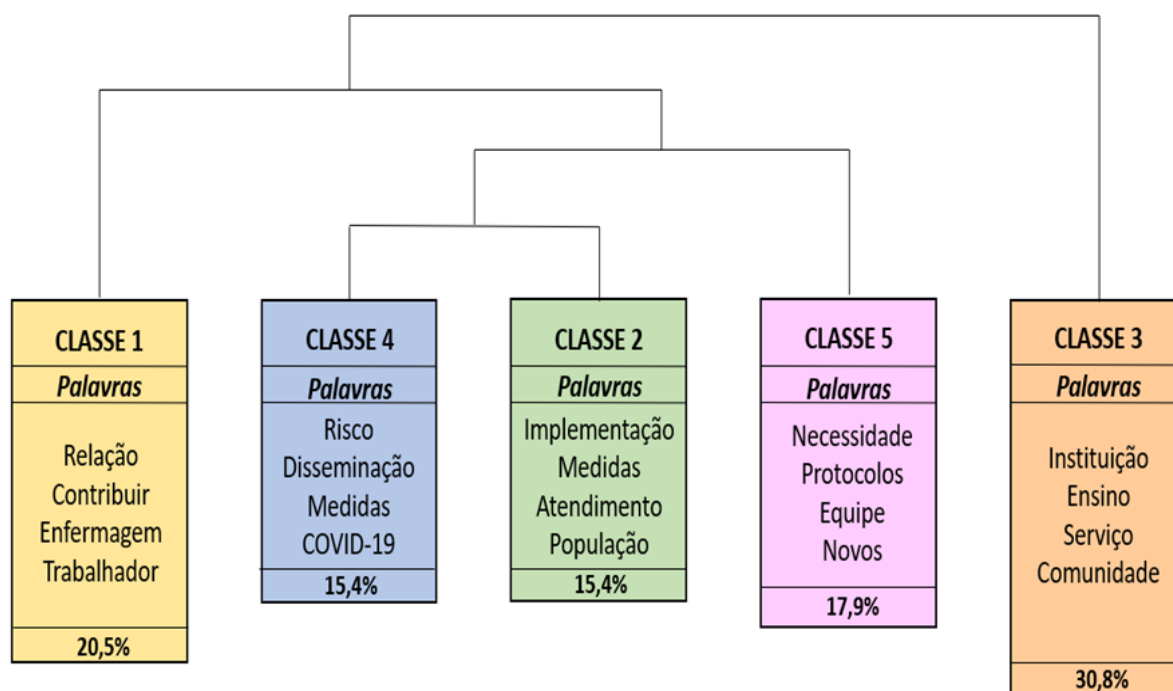 CLASSE 1
Palavras
Relação
Contribuir
Enfermagem
Trabalhador
20,5%
CLASSE 4
Palavras
Risco
Disseminação
Medidas
COVID-19
15,4%
CLASSE 2
Palavras
Implementação
Medidas
Atendimento
População
15,4%
CLASSE 5
Palavras
Necessidade
Protocolos
Equipe
Novos
17,9%
CLASSE 3
Palavras
Instituição
Ensino
Serviço
Comunidade
30,8%